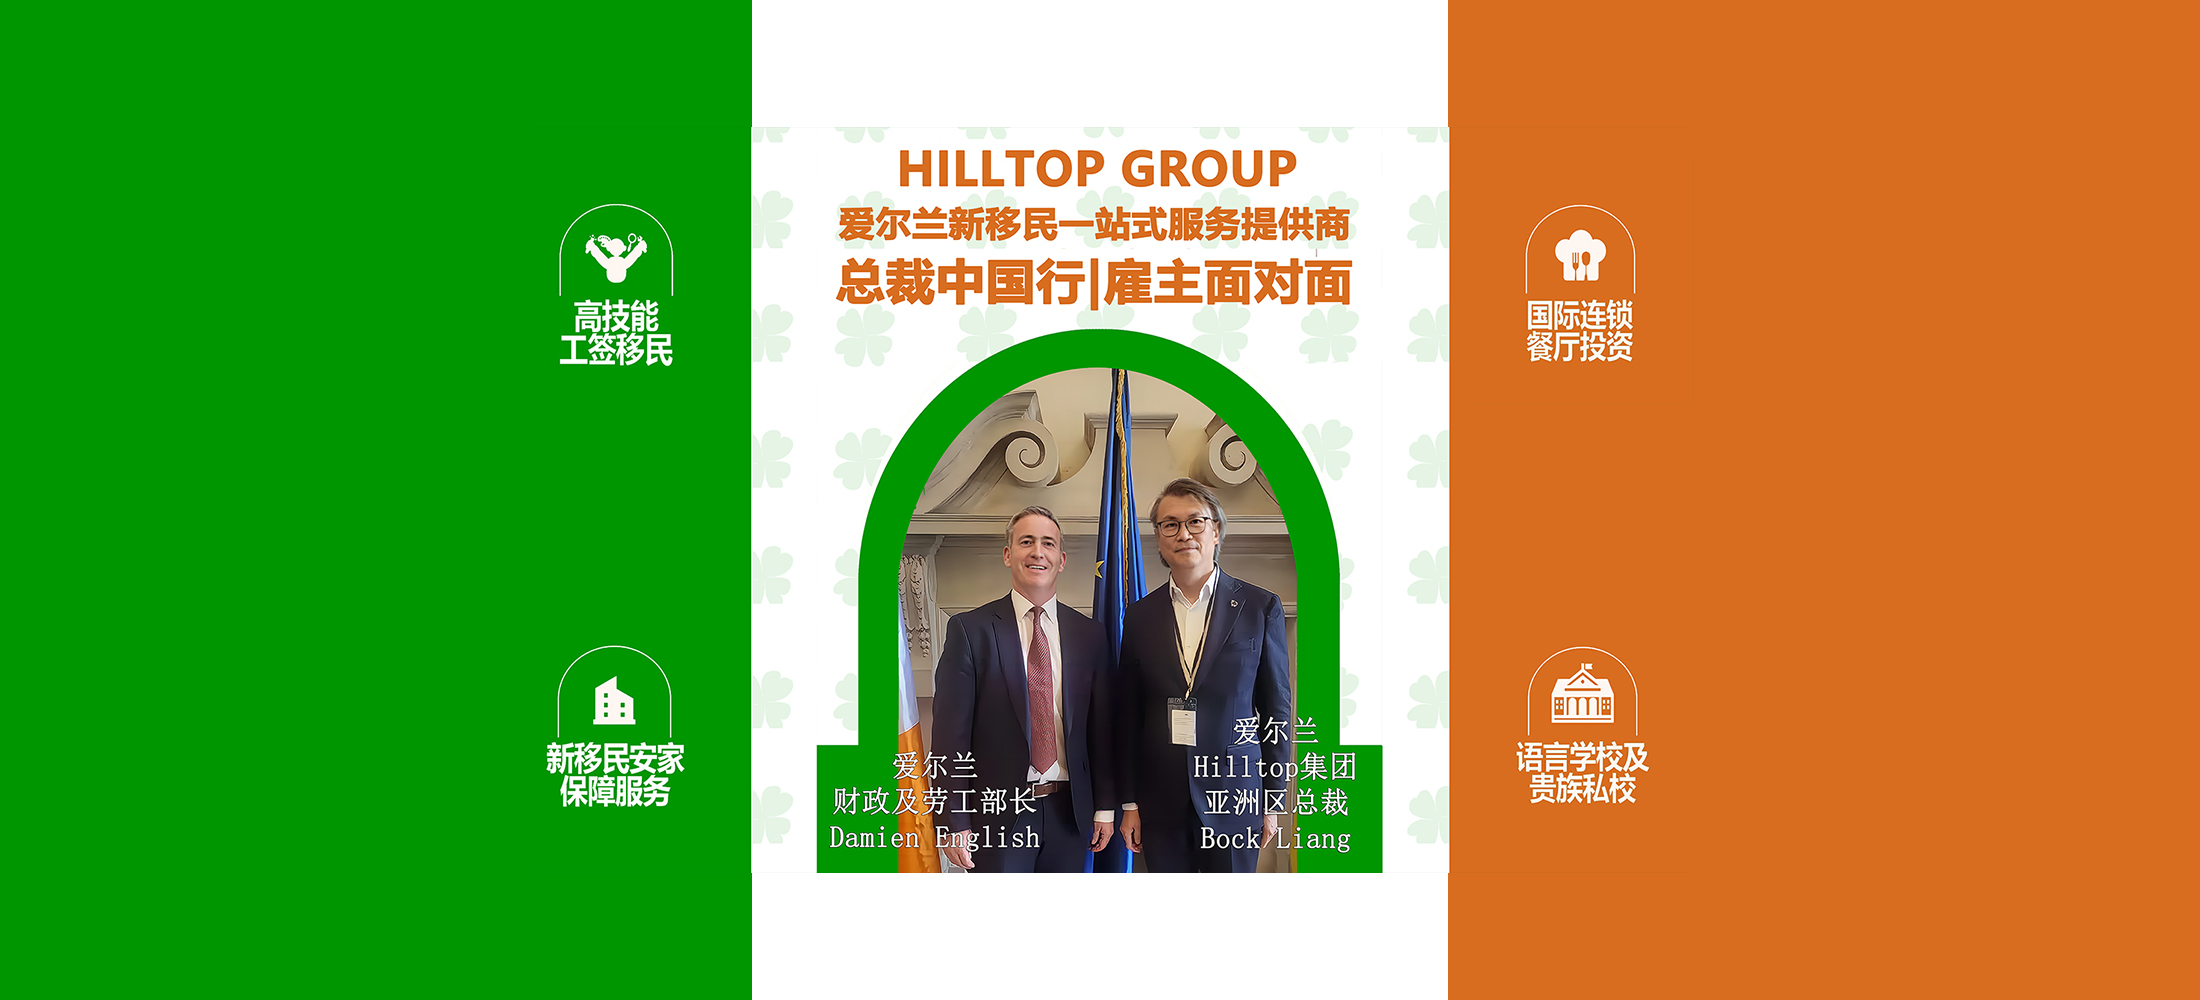 HILLTOP GROUP
爱尔兰新移民一站式服务提供商
总裁中国行|雇主面对面
高技能
工签移民
新移民安家
保障服务
国际连锁
餐厅投资
语言学校及
贵族私校
爱尔兰
财政及劳工部长
Damien English
爱尔兰
Hilltop集团
亚洲区总裁
Bock Liang